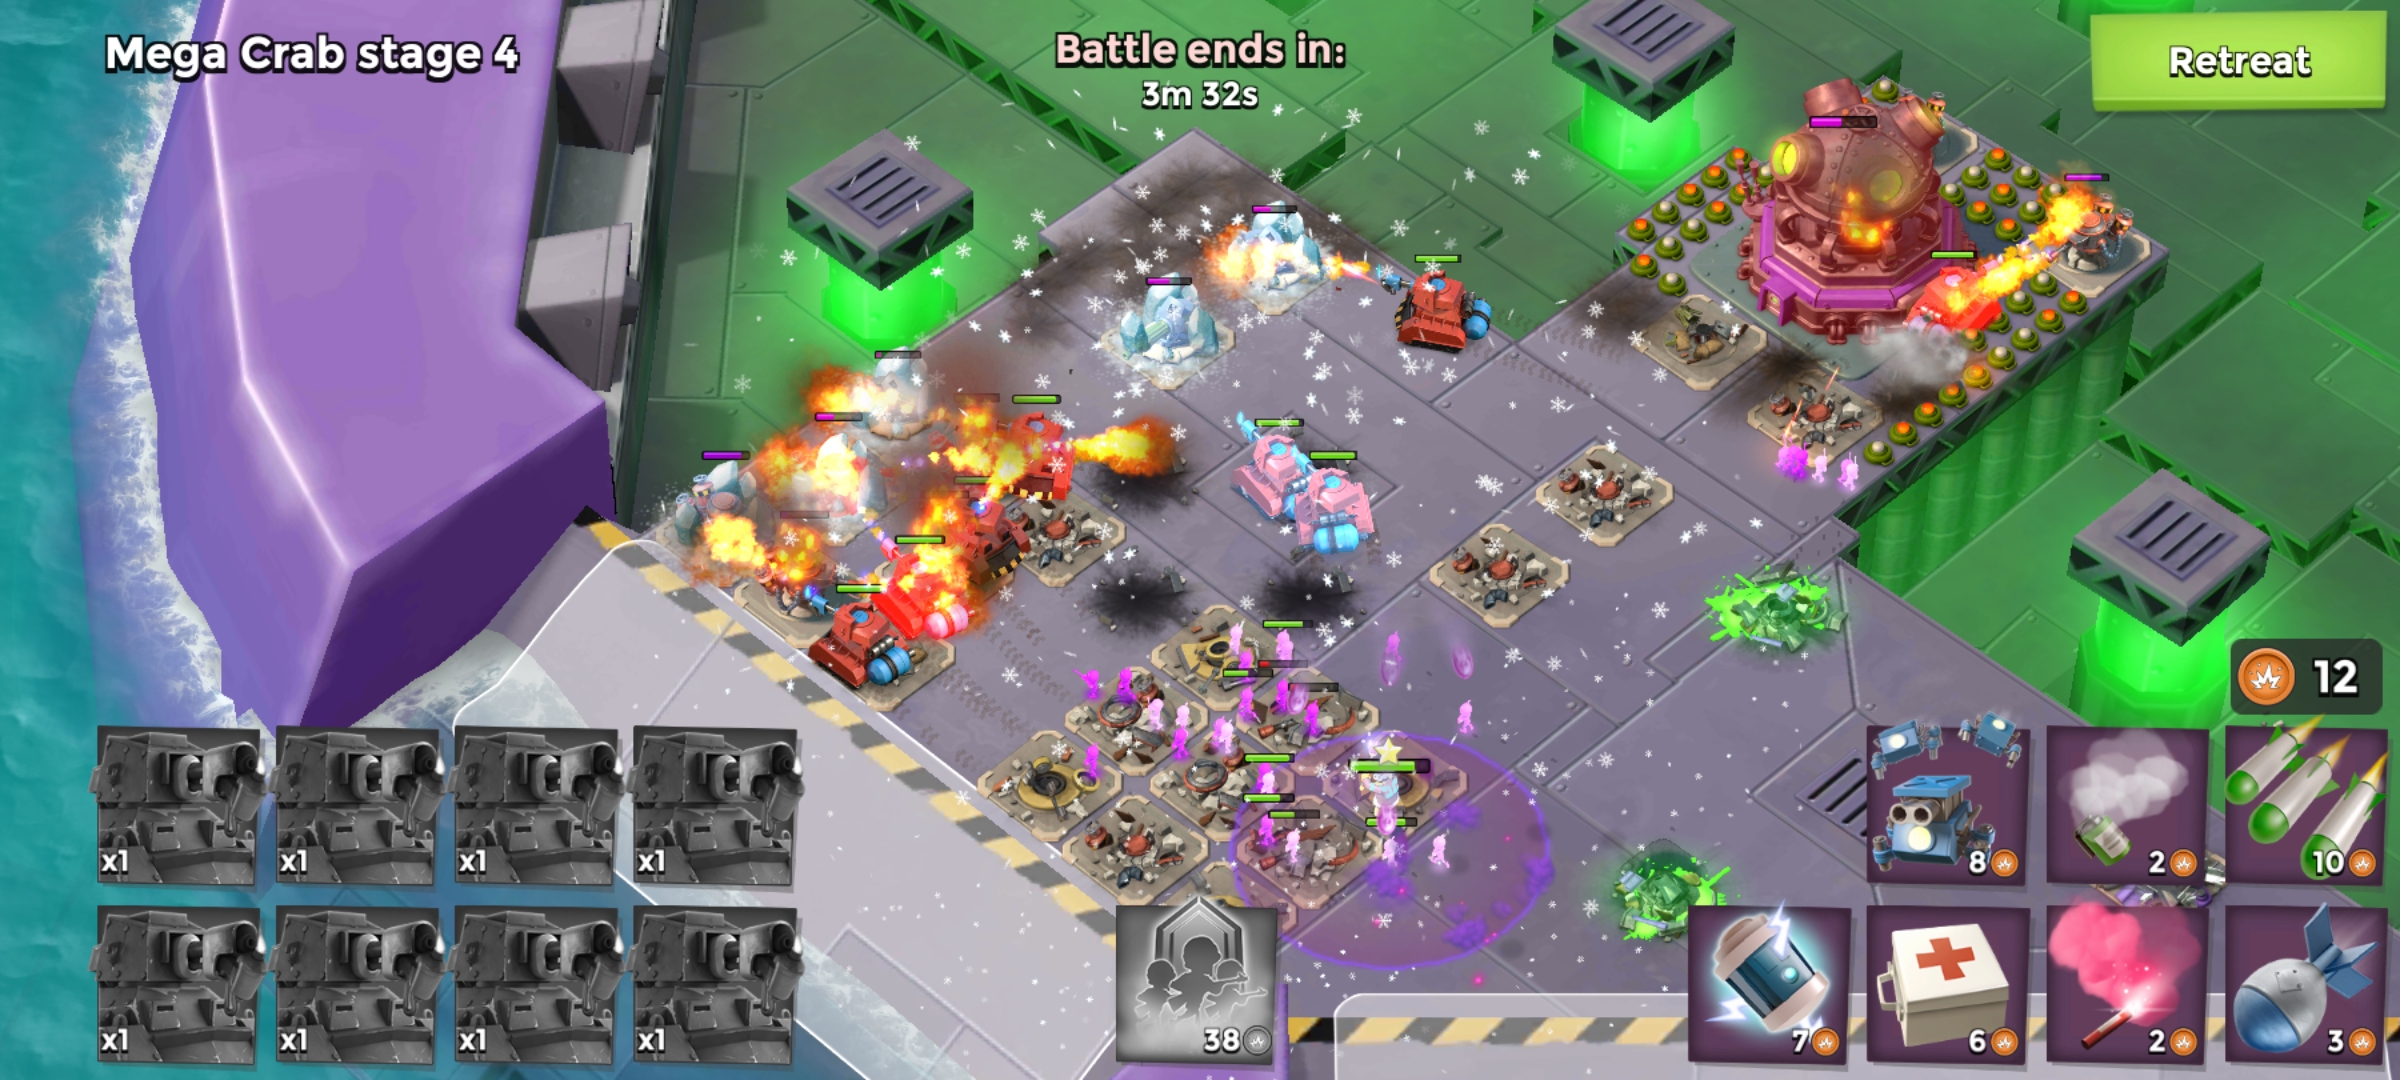 Mega Crab stage 4
Battle ends in:
3m 32s
Retreat
12
x1 x1 x1 x1
8 2 10
x1 x1 x1 x1
38
7 6 2 3